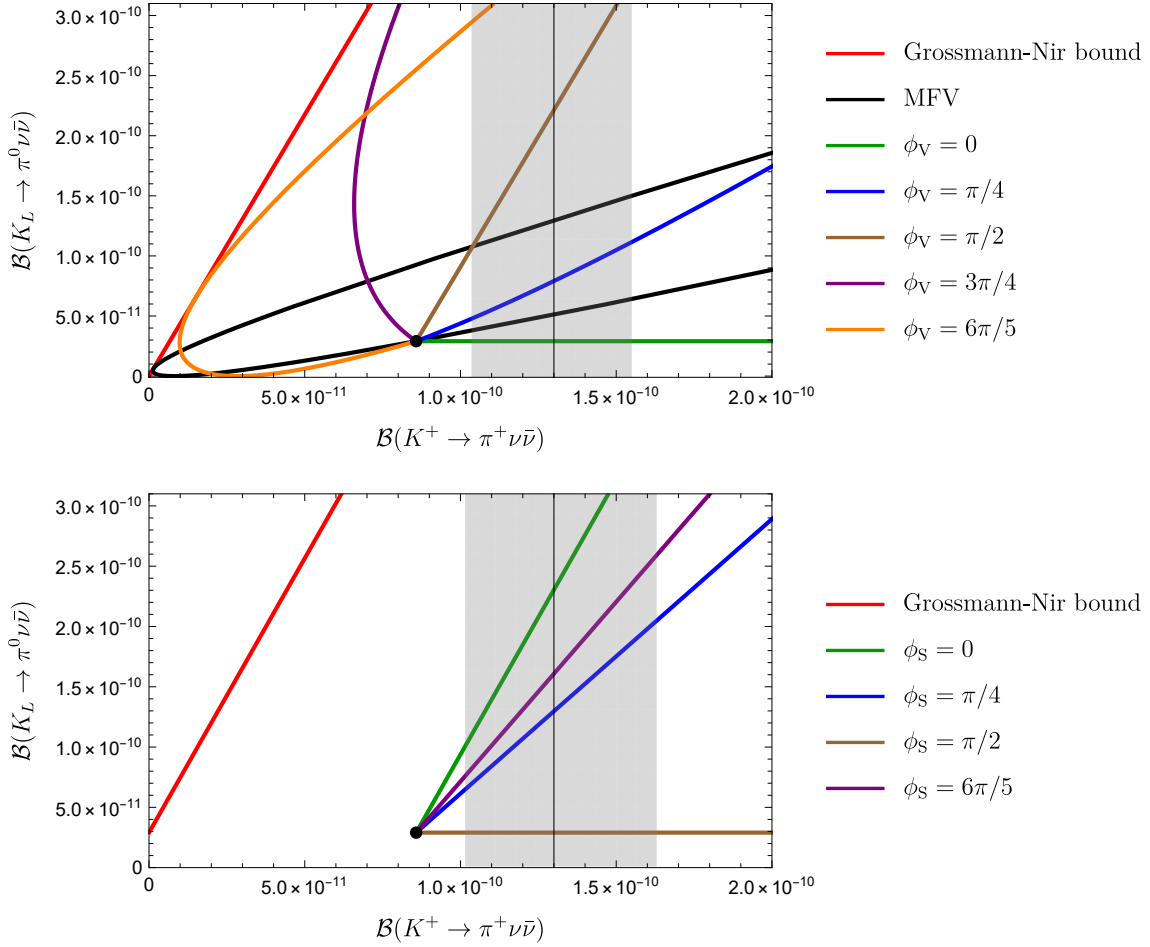 3.0×10⁻¹⁰
2.5×10⁻¹⁰
2.0×10⁻¹⁰
1.5×10⁻¹⁰
1.0×10⁻¹⁰
5.0×10⁻¹¹
0
0 5.0×10⁻¹¹ 1.0×10⁻¹⁰ 1.5×10⁻¹⁰ 2.0×10⁻¹⁰
ℬ(K_L → π⁰νν̄)
ℬ(K⁺ → π⁺νν̄)
Grossmann-Nir bound
MFV
ϕ_V = 0
ϕ_V = π/4
ϕ_V = π/2
ϕ_V = 3π/4
ϕ_V = 6π/5
3.0×10⁻¹⁰
2.5×10⁻¹⁰
2.0×10⁻¹⁰
1.5×10⁻¹⁰
1.0×10⁻¹⁰
5.0×10⁻¹¹
0
0 5.0×10⁻¹¹ 1.0×10⁻¹⁰ 1.5×10⁻¹⁰ 2.0×10⁻¹⁰
ℬ(K_L → π⁰νν̄)
ℬ(K⁺ → π⁺νν̄)
Grossmann-Nir bound
ϕ_S = 0
ϕ_S = π/4
ϕ_S = π/2
ϕ_S = 6π/5